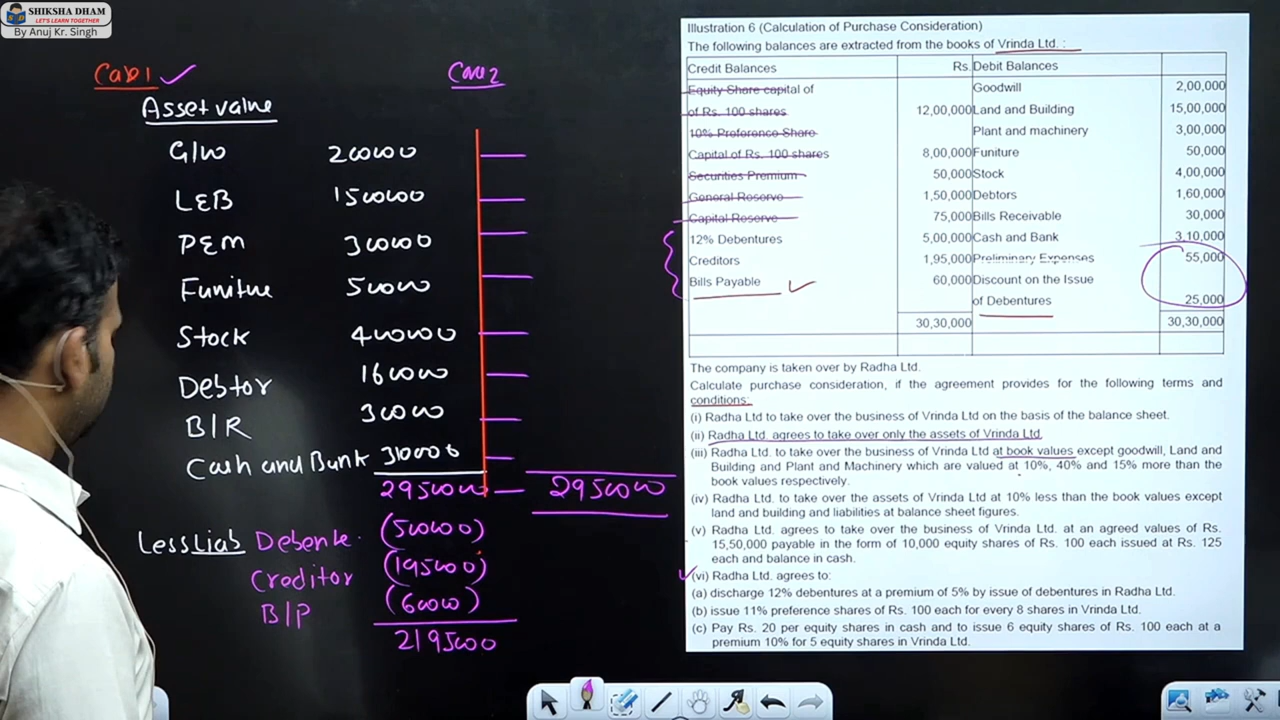 SHIKSHA DHAM
LET'S LEARN TOGETHER
By Anuj Kr. Singh
Case 1
Asset value
G/W 200000
L&B 1500000
P&M 300000
Funiture 50000
Stock 400000
Debtor 160000
B/R 30000
Cash and Bank 310000
2950000
Less Liab Debente. (500000)
Creditor (195000)
B/P (60000)
2195000
Case 2
2950000
Illustration 6 (Calculation of Purchase Consideration)
The following balances are extracted from the books of Vrinda Ltd. :
Credit Balances Rs. Debit Balances
Equity Share capital of Goodwill 2,00,000
of Rs. 100 shares 12,00,000 Land and Building 15,00,000
10% Preference Share Plant and machinery 3,00,000
Capital of Rs. 100 shares 8,00,000 Funiture 50,000
Securities Premium 50,000 Stock 4,00,000
General Reserve 1,50,000 Debtors 1,60,000
Capital Reserve 75,000 Bills Receivable 30,000
12% Debentures 5,00,000 Cash and Bank 3,10,000
Creditors 1,95,000 Preliminary Expenses 55,000
Bills Payable 60,000 Discount on the Issue
of Debentures 25,000
30,30,000 30,30,000
The company is taken over by Radha Ltd.
Calculate purchase consideration, if the agreement provides for the following terms and
conditions:
(i) Radha Ltd to take over the business of Vrinda Ltd on the basis of the balance sheet.
(ii) Radha Ltd. agrees to take over only the assets of Vrinda Ltd.
(iii) Radha Ltd. to take over the business of Vrinda Ltd at book values except goodwill, Land and
Building and Plant and Machinery which are valued at 10%, 40% and 15% more than the
book values respectively.
(iv) Radha Ltd. to take over the assets of Vrinda Ltd at 10% less than the book values except
land and building and liabilities at balance sheet figures.
(v) Radha Ltd. agrees to take over the business of Vrinda Ltd. at an agreed values of Rs.
15,50,000 payable in the form of 10,000 equity shares of Rs. 100 each issued at Rs. 125
each and balance in cash.
(vi) Radha Ltd. agrees to:
(a) discharge 12% debentures at a premium of 5% by issue of debentures in Radha Ltd.
(b) issue 11% preference shares of Rs. 100 each for every 8 shares in Vrinda Ltd.
(c) Pay Rs. 20 per equity shares in cash and to issue 6 equity shares of Rs. 100 each at a
premium 10% for 5 equity shares in Vrinda Ltd.